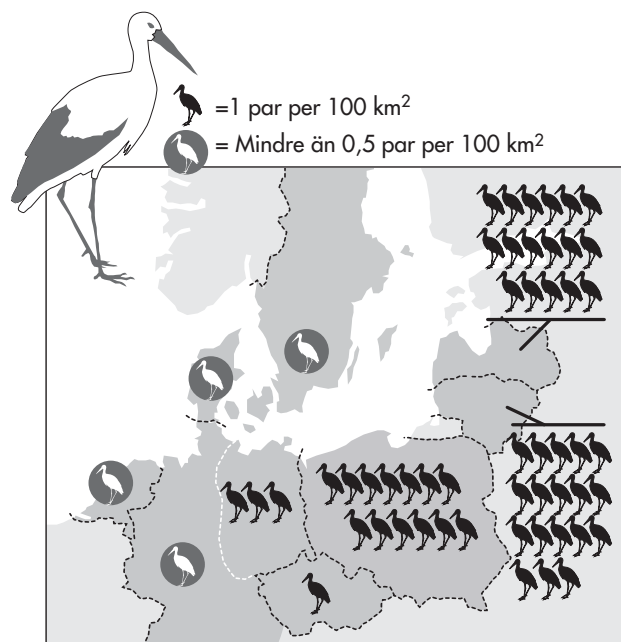 =1 par per 100 km²
= Mindre än 0,5 par per 100 km²